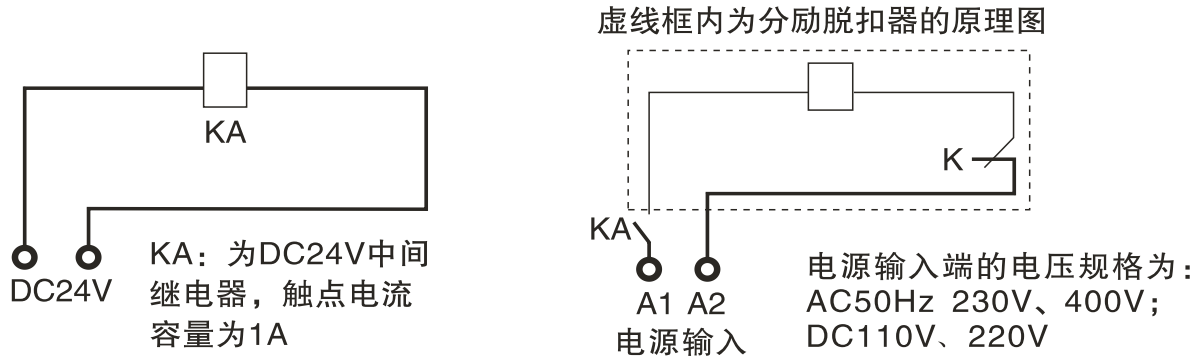 虚线框内为分励脱扣器的原理图
KA
K
KA
DC24V
KA：为DC24V中间
继电器，触点电流
容量为1A
A1 A2
电源输入
电源输入端的电压规格为：
AC50Hz 230V、400V；
DC110V、220V